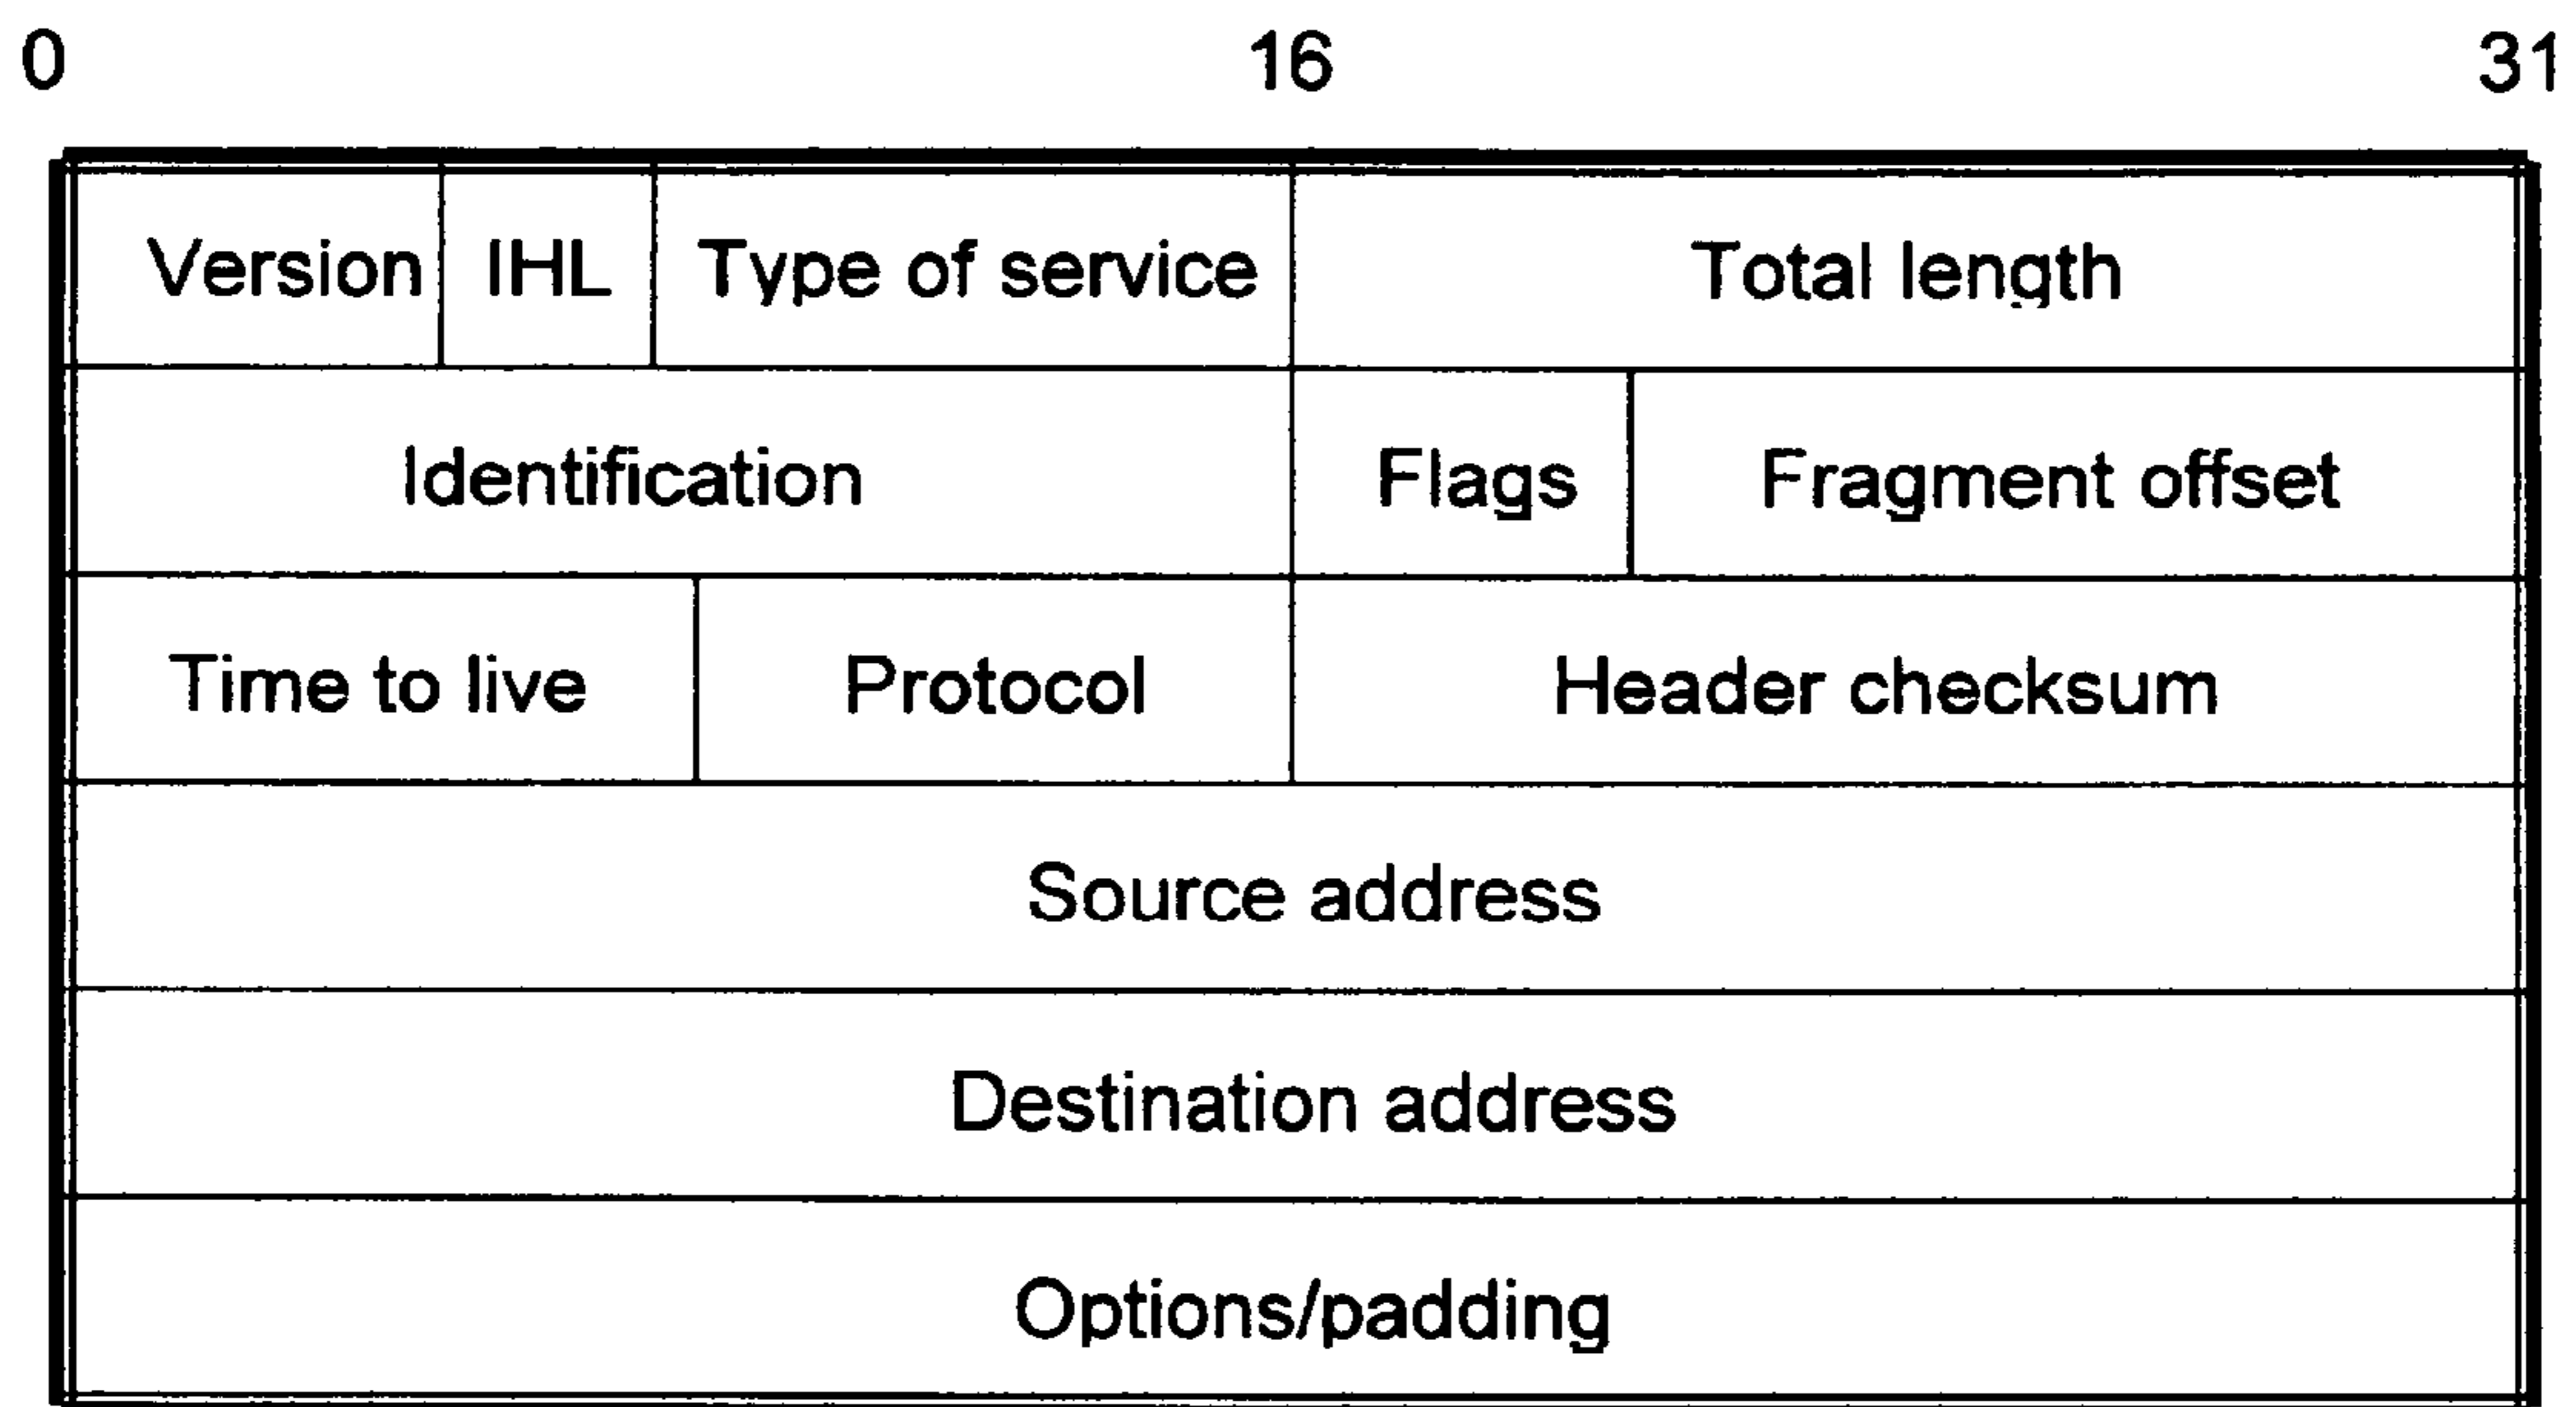 0 16 31
Version IHL Type of service Total length
Identification Flags Fragment offset
Time to live Protocol Header checksum
Source address
Destination address
Options/padding